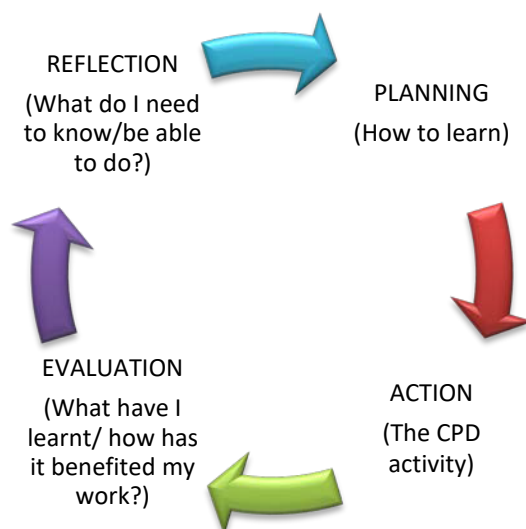 REFLECTION
(What do I need
to know/be able
to do?)
PLANNING
(How to learn)
ACTION
(The CPD
activity)
EVALUATION
(What have I
learnt/ how has
it benefited my
work?)